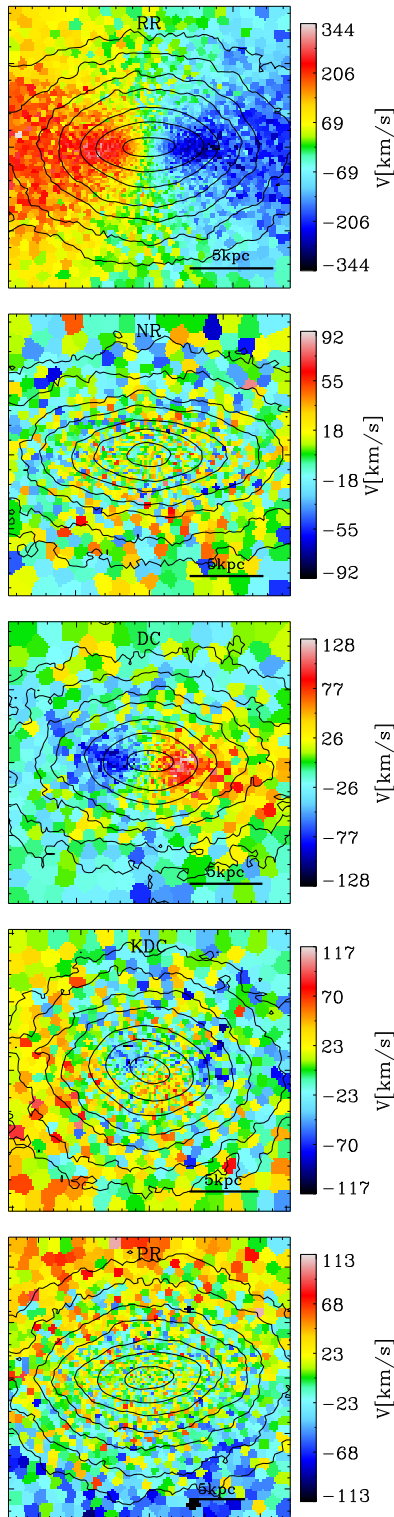 RR
344
206
69
-69
-206
-344
V[km/s]
5kpc
NR
92
55
18
-18
-55
-92
V[km/s]
5kpc
DC
128
77
26
-26
-77
-128
V[km/s]
5kpc
KDC
117
70
23
-23
-70
-117
V[km/s]
5kpc
PR
113
68
23
-23
-68
-113
V[km/s]
5kpc